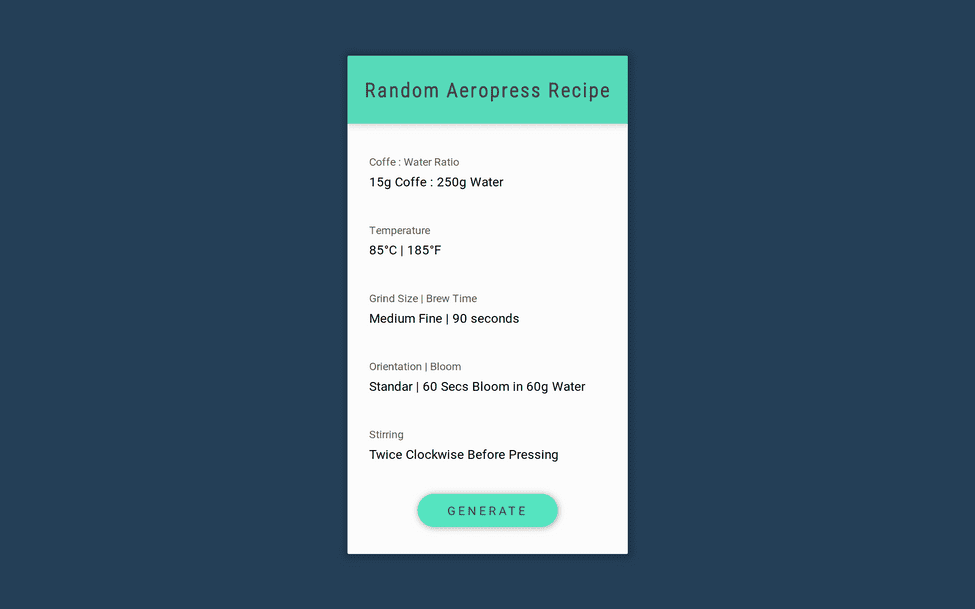 Random Aeropress Recipe
Coffe : Water Ratio
15g Coffe : 250g Water
Temperature
85°C | 185°F
Grind Size | Brew Time
Medium Fine | 90 seconds
Orientation | Bloom
Standar | 60 Secs Bloom in 60g Water
Stirring
Twice Clockwise Before Pressing
GENERATE